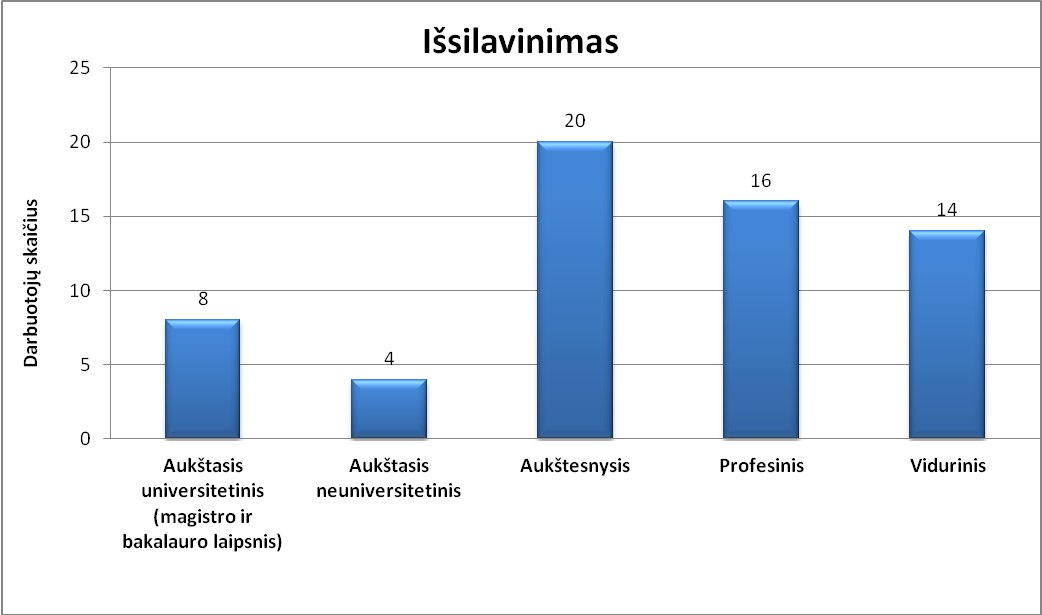 Išsilavinimas
25
20
15
10
5
0
Darbuotojų skaičius
8
4
20
16
14
Aukštasis
universitetinis
(magistro ir
bakalauro laipsnis)
Aukštasis
neuniversitetinis
Aukštesnysis
Profesinis
Vidurinis